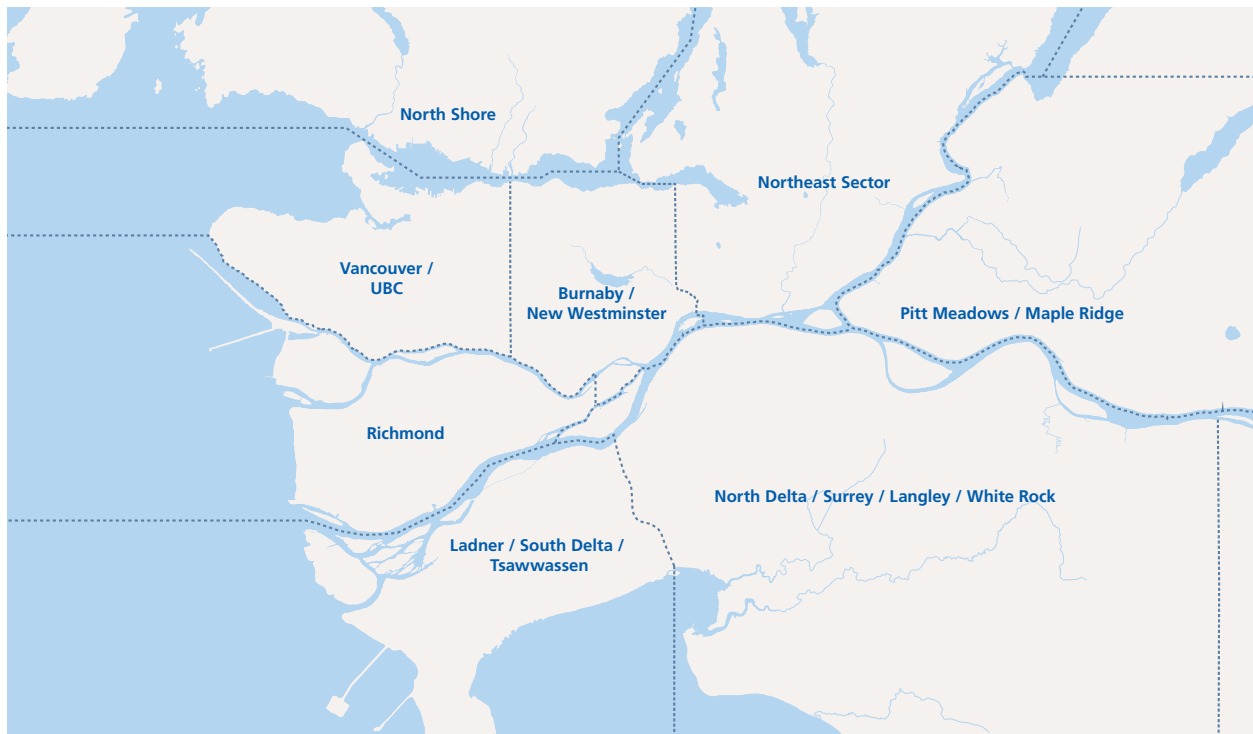 North Shore
Northeast Sector
Vancouver /
UBC
Burnaby /
New Westminster
Pitt Meadows / Maple Ridge
Richmond
North Delta / Surrey / Langley / White Rock
Ladner / South Delta /
Tsawwassen